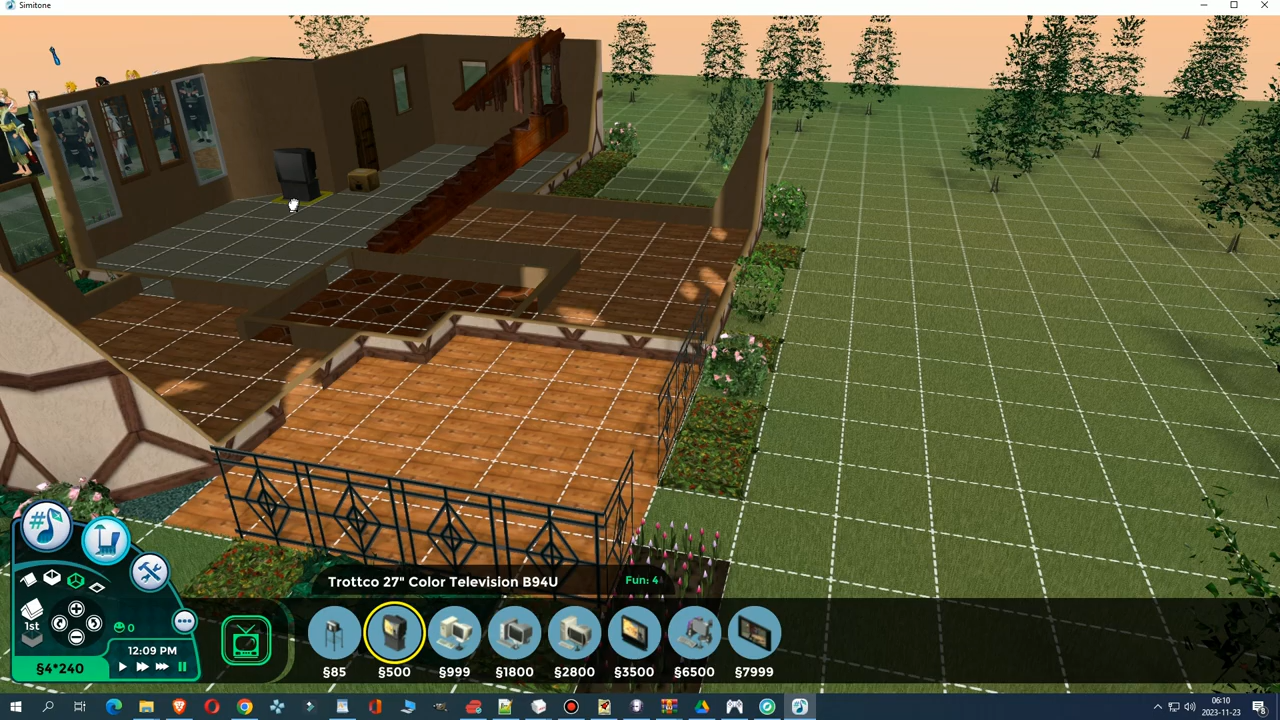 Simitone
Trottco 27" Color Television B94U
Fun: 4
#
1st
0
12:09 PM
§4*240
§85
§500
§999
§1800
§2800
§3500
§6500
§7999
06:10
2023-11-23
8